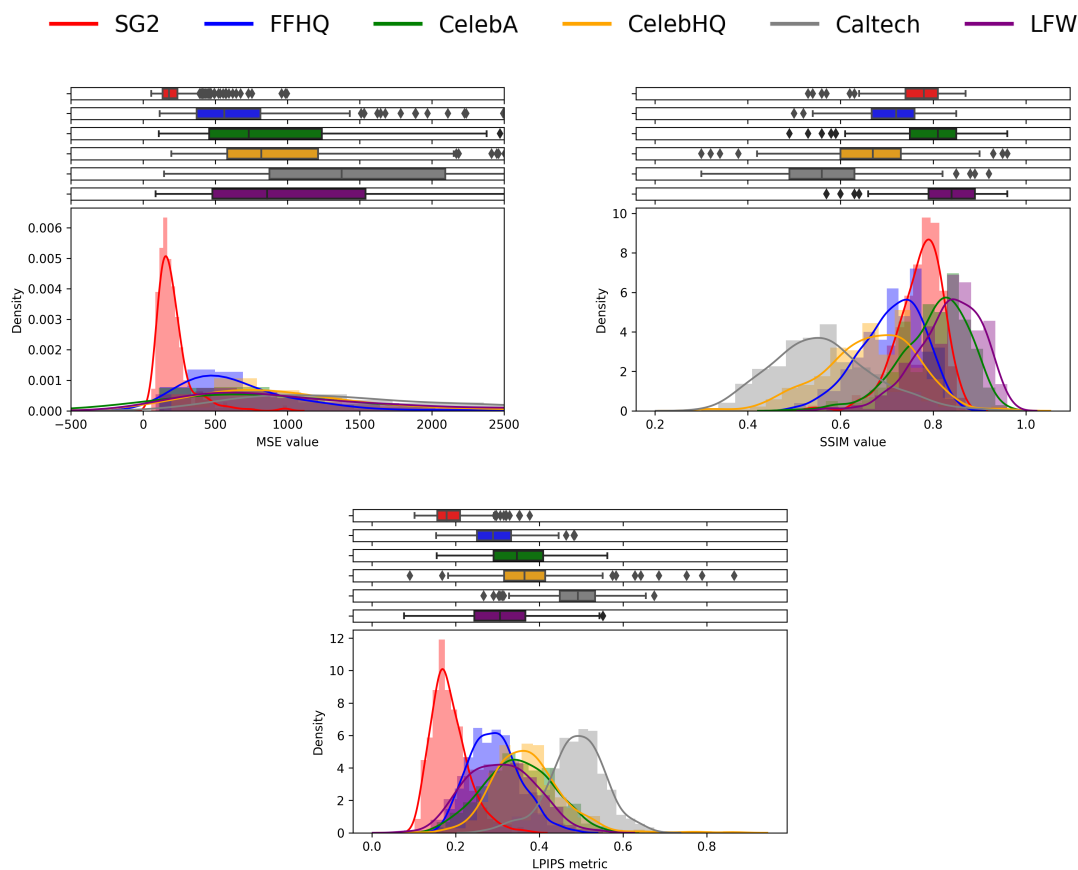 SG2 FFHQ CelebA CelebHQ Caltech LFW
0.006
0.005
0.004
0.003
0.002
0.001
0.000
Density
−500 0 500 1000 1500 2000 2500
MSE value
10
8
6
4
2
0
Density
0.2 0.4 0.6 0.8 1.0
SSIM value
12
10
8
6
4
2
0
Density
0.0 0.2 0.4 0.6 0.8
LPIPS metric